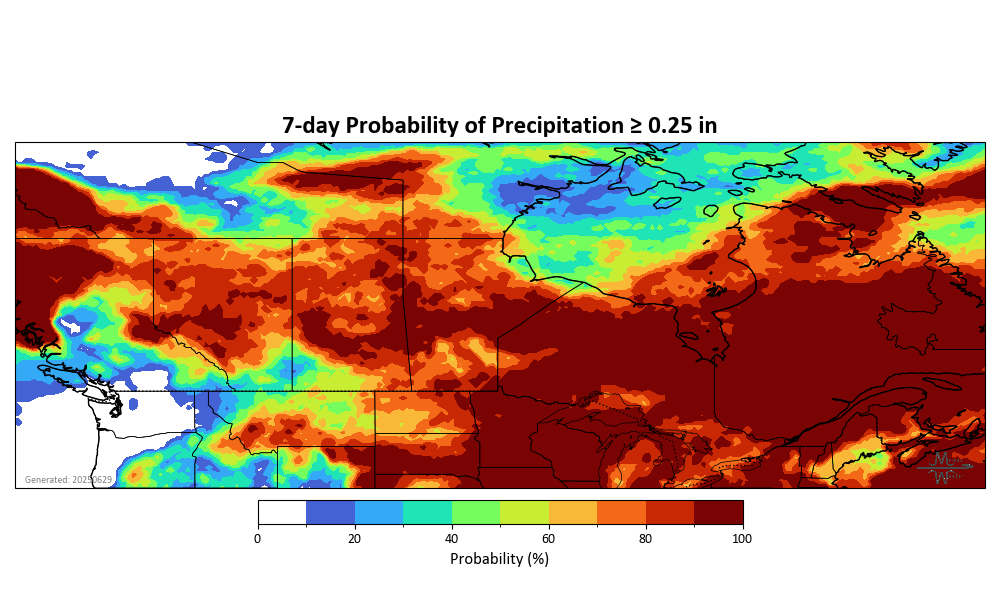 7-day Probability of Precipitation ≥ 0.25 in
Generated: 20250629
0 20 40 60 80 100
Probability (%)